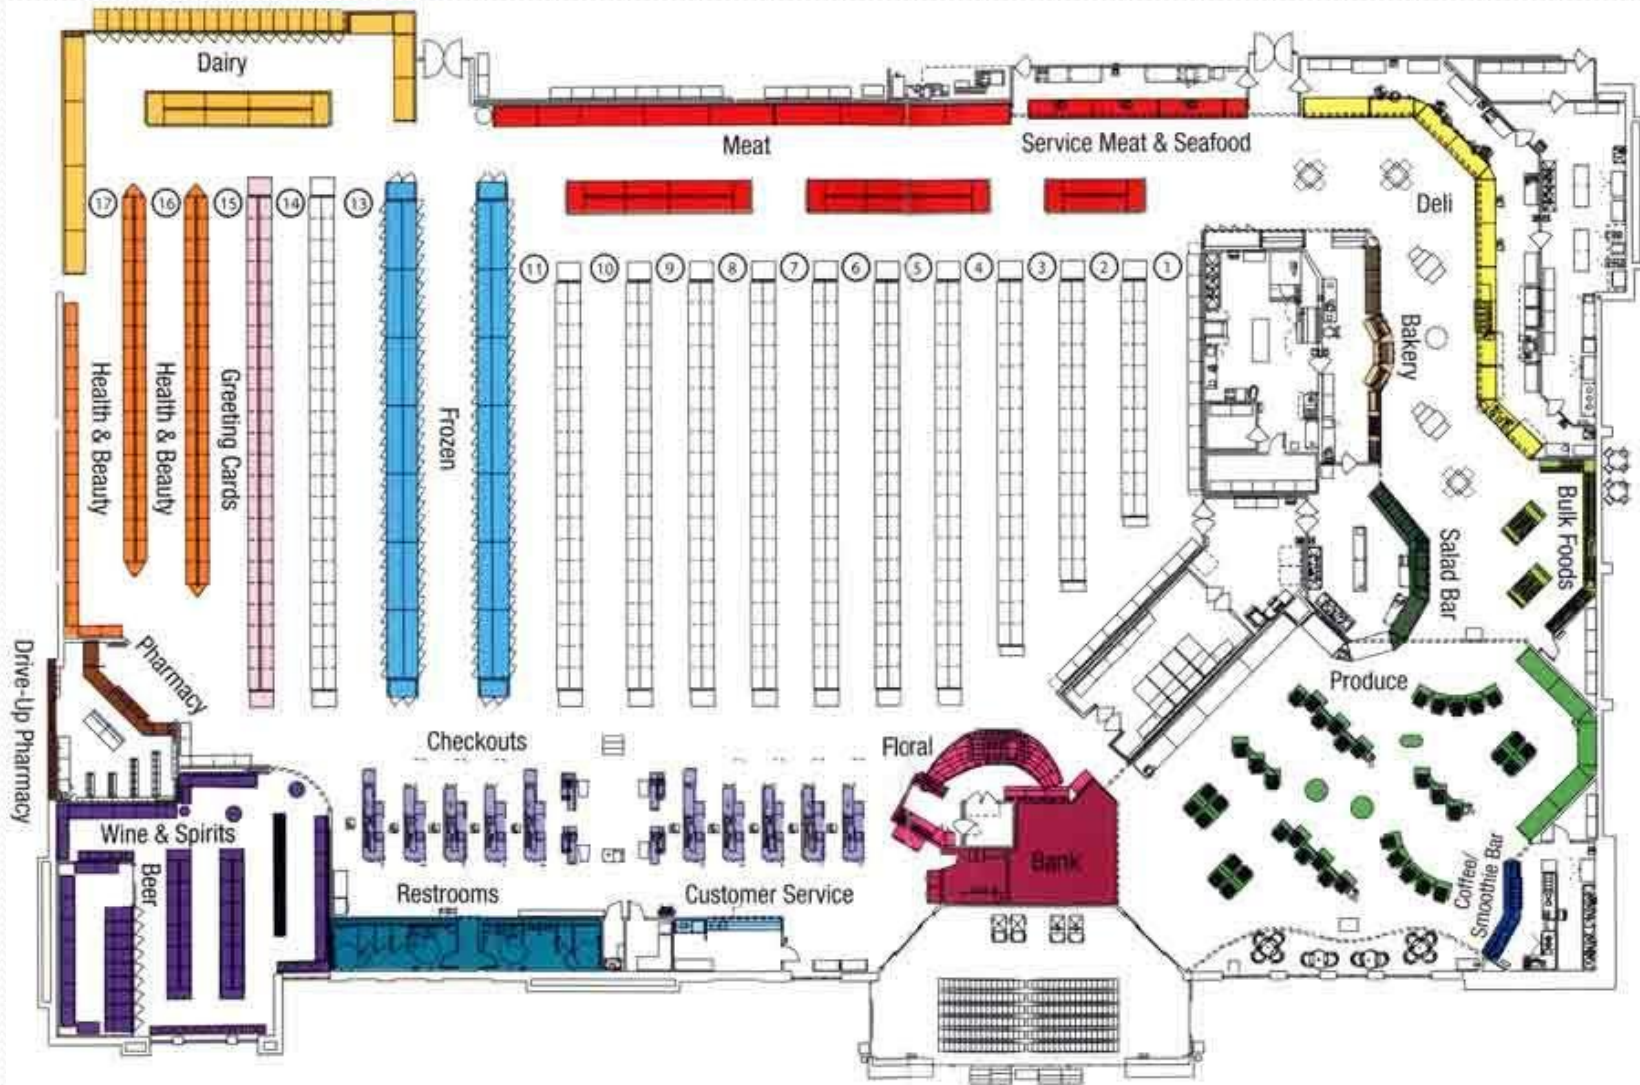 Dairy
Meat
Service Meat & Seafood
Deli
17
16
15
14
13
11
10
9
8
7
6
5
4
3
2
1
Health & Beauty
Health & Beauty
Greeting Cards
Frozen
Bakery
Salad Bar
Bulk Foods
Drive-Up Pharmacy
Pharmacy
Produce
Checkouts
Floral
Wine & Spirits
Beer
Restrooms
Customer Service
Bank
Coffee/
Smoothie Bar